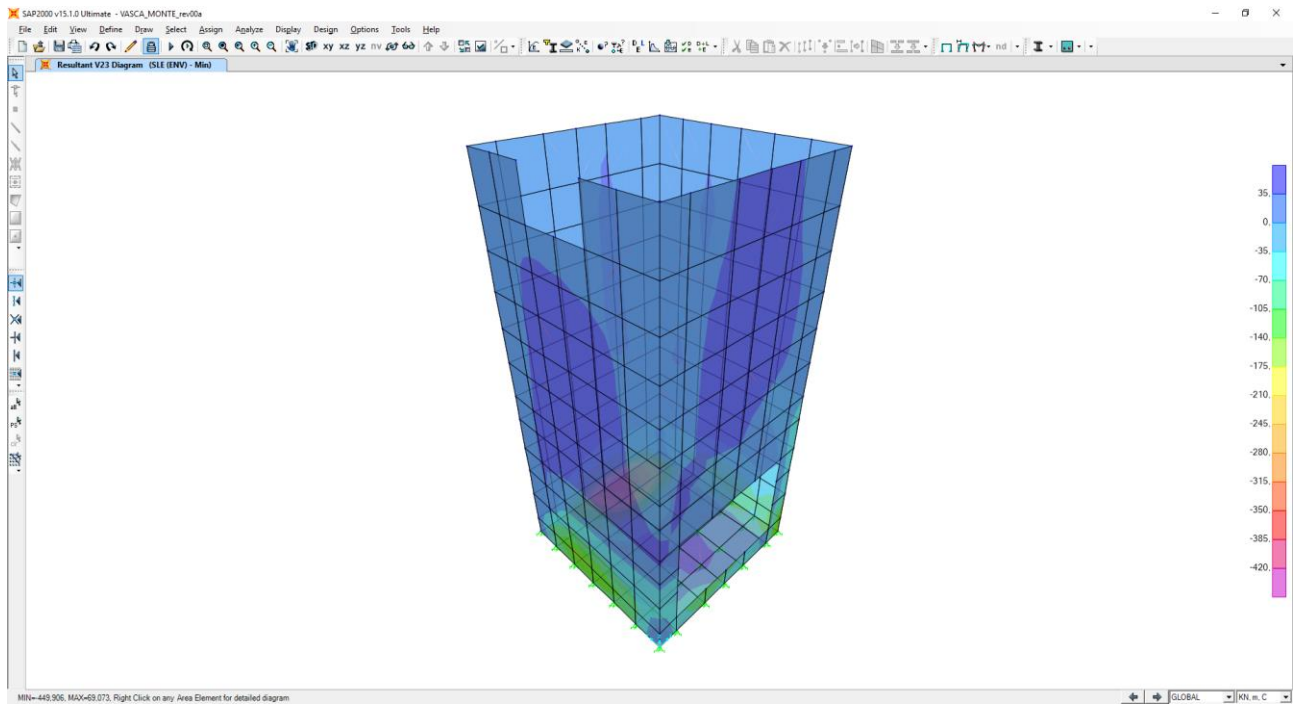 SAP2000 v15.1.0 Ultimate - VASCA_MONTE_rev00a
File Edit View Define Draw Select Assign Analyze Display Design Options Tools Help
xy xz yz nv
nd
Resultant V23 Diagram (SLE (ENV) - Min)
35,
0,
-35,
-70,
-105,
-140,
-175,
-210,
-245,
-280,
-315,
-350,
-385,
-420,
MIN=-449.906, MAX=69.073, Right Click on any Area Element for detailed diagram
GLOBAL
KN, m, C